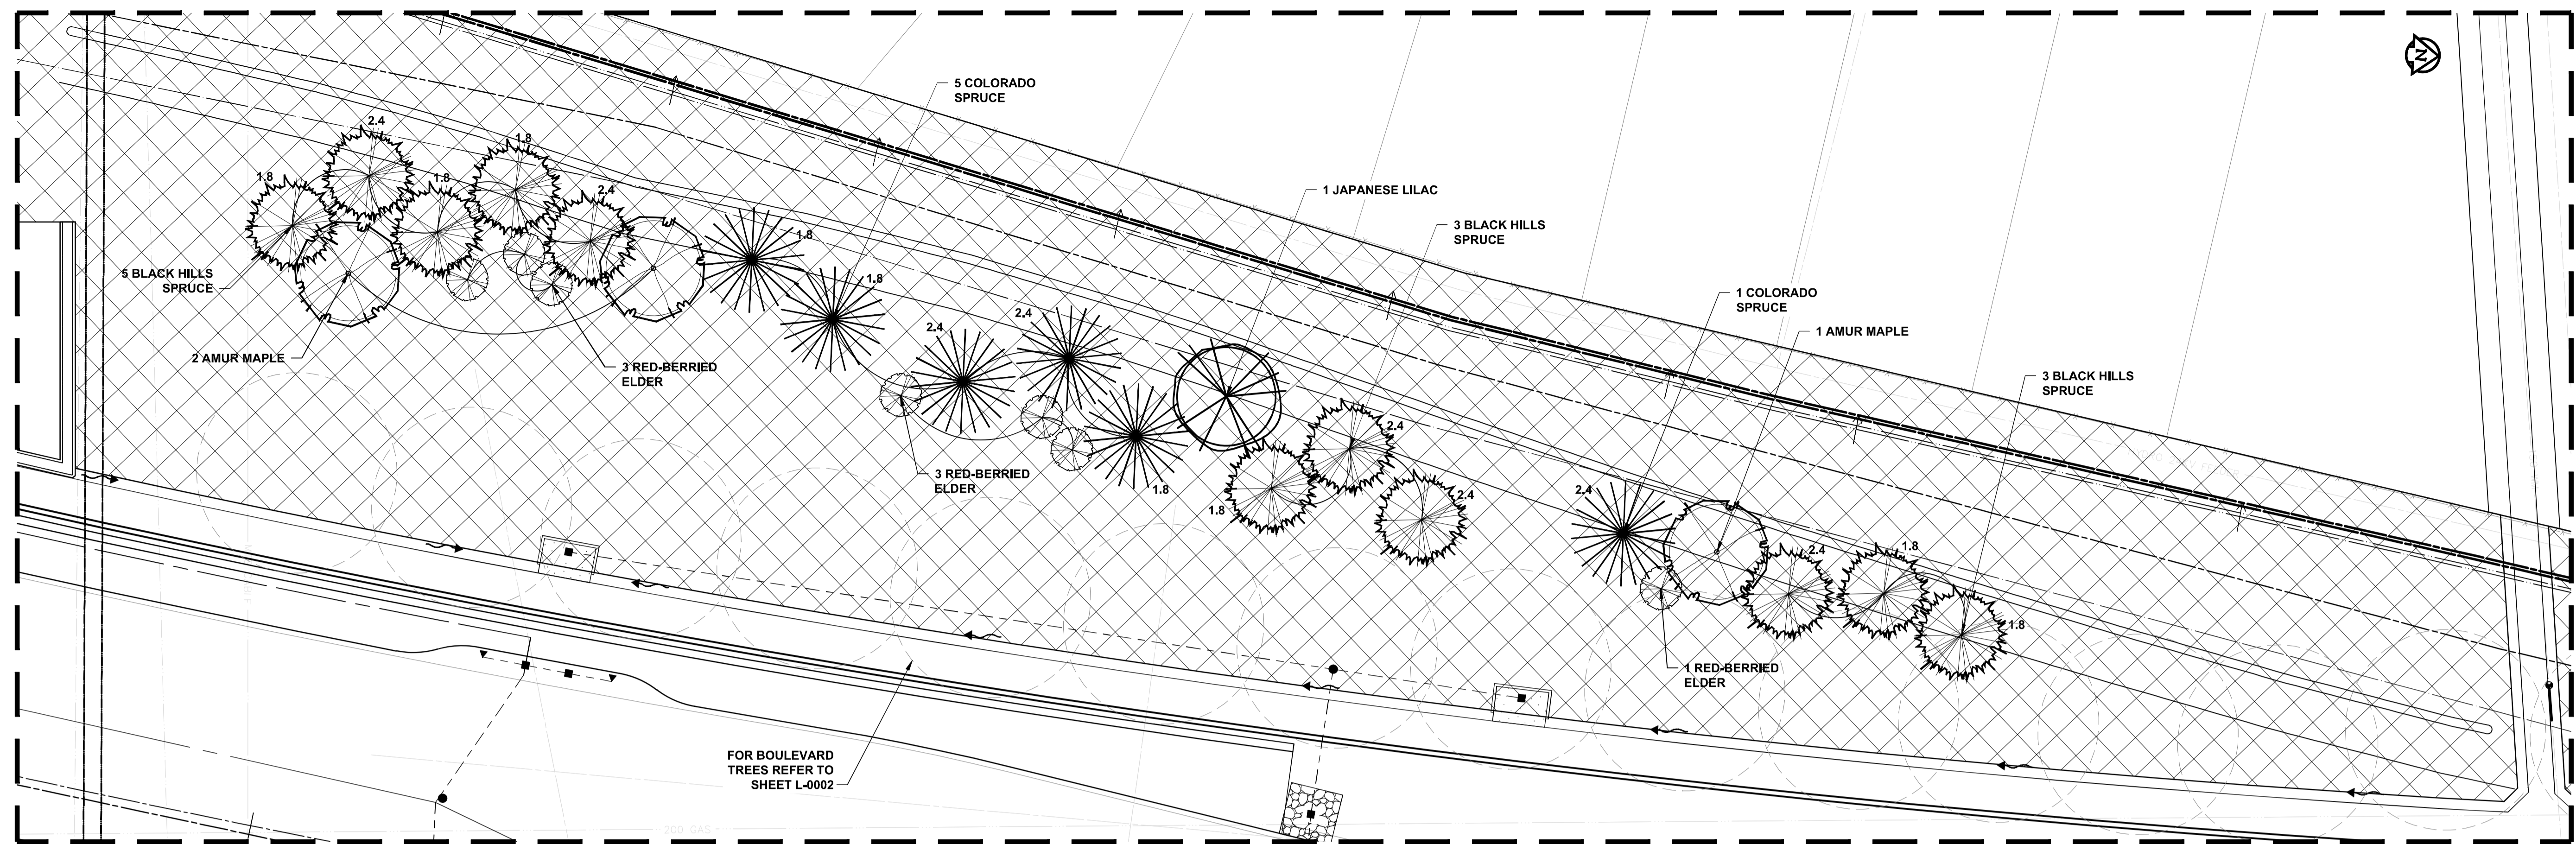 5 COLORADO
SPRUCE
N
2.4
1.8
1.8
1.8
2.4
1 JAPANESE LILAC
3 BLACK HILLS
SPRUCE
1.8
1.8
5 BLACK HILLS
SPRUCE
1 COLORADO
SPRUCE
2.4
2.4
1 AMUR MAPLE
2 AMUR MAPLE
3 RED-BERRIED
ELDER
3 BLACK HILLS
SPRUCE
2.4
3 RED-BERRIED
ELDER
1.8
2.4
2.4
1.8
2.4
1.8
1.8
1 RED-BERRIED
ELDER
FOR BOULEVARD
TREES REFER TO
SHEET L-0002
2.4
200 GAS